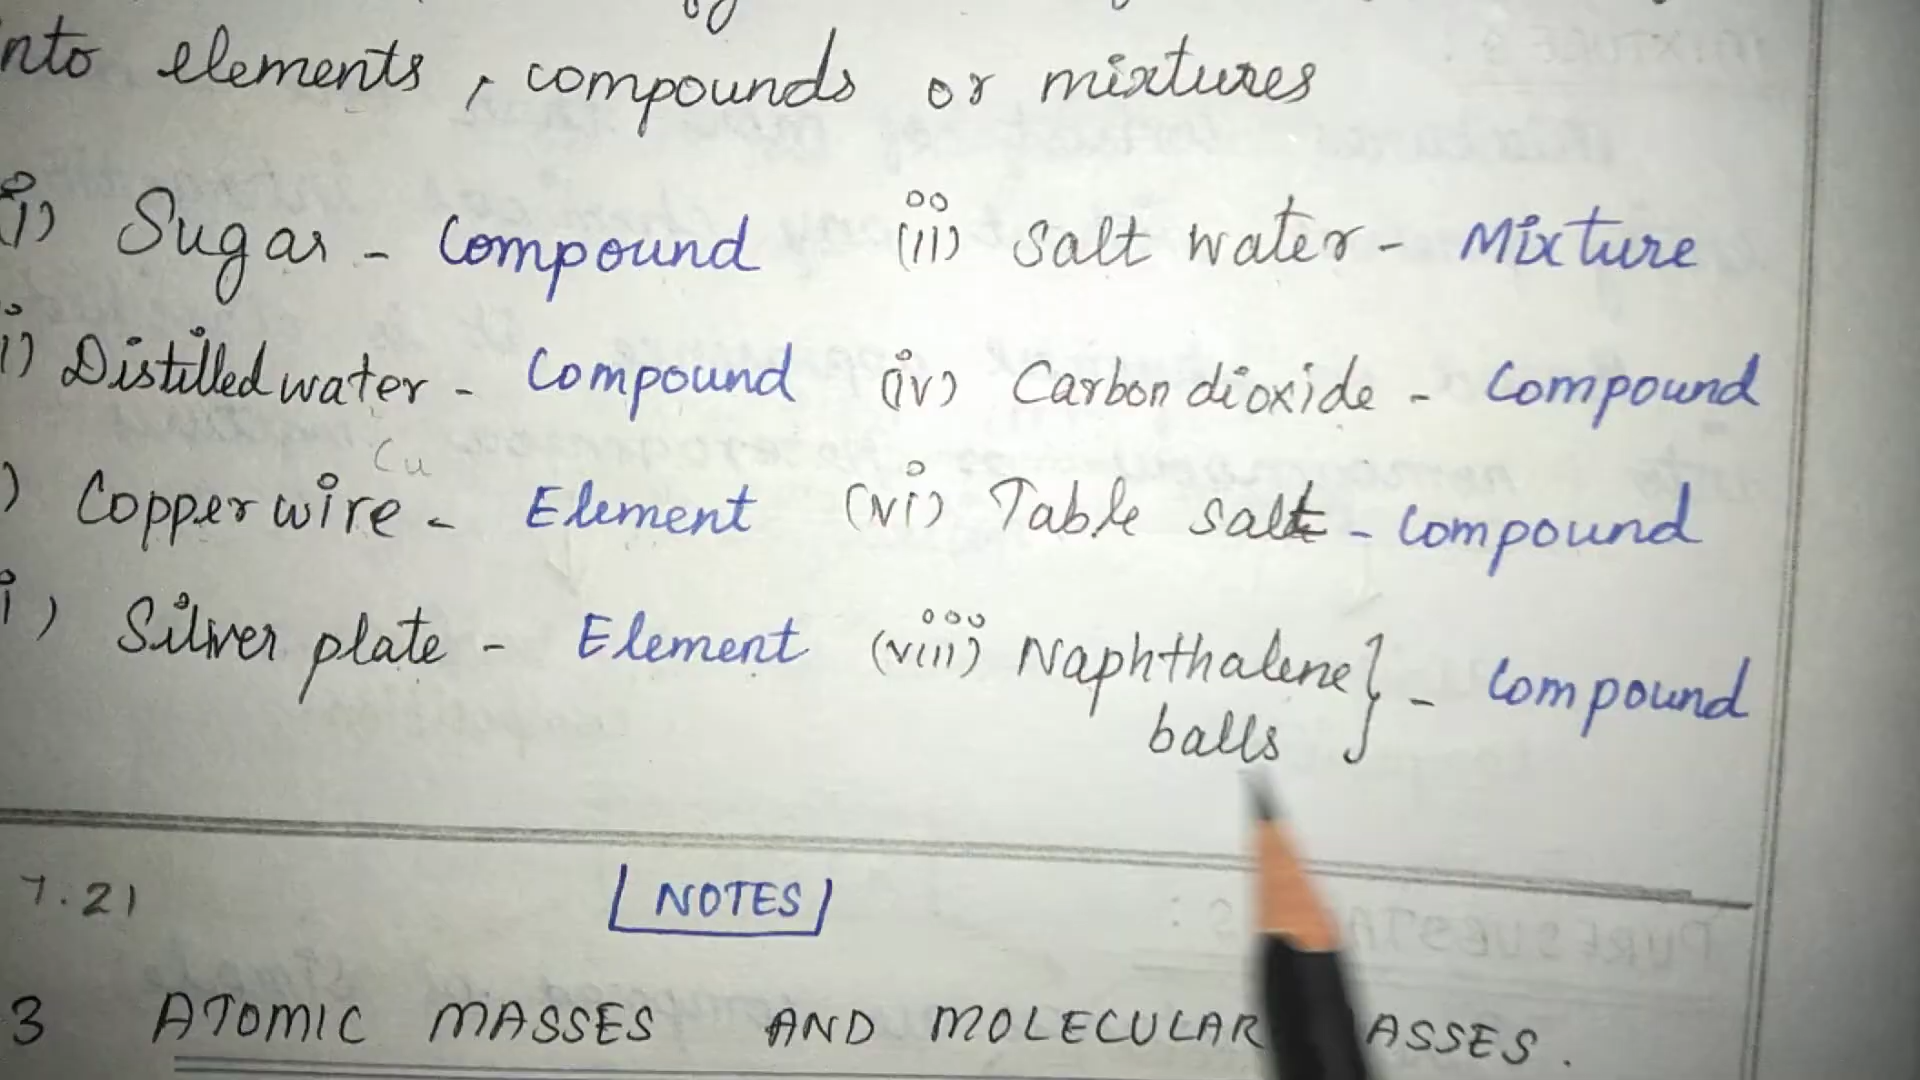 nto elements, compounds or mixtures
i) Sugar - Compound (ii) Salt water - Mixture
i) Distilled water - Compound (iv) Carbon dioxide - Compound
Cu
) Copper wire - Element (vi) Table salt - Compound
i) Silver plate - Element (viii) Naphthalene } - Compound
balls
7.21 [NOTES]
3 ATOMIC MASSES AND MOLECULAR ASSES.